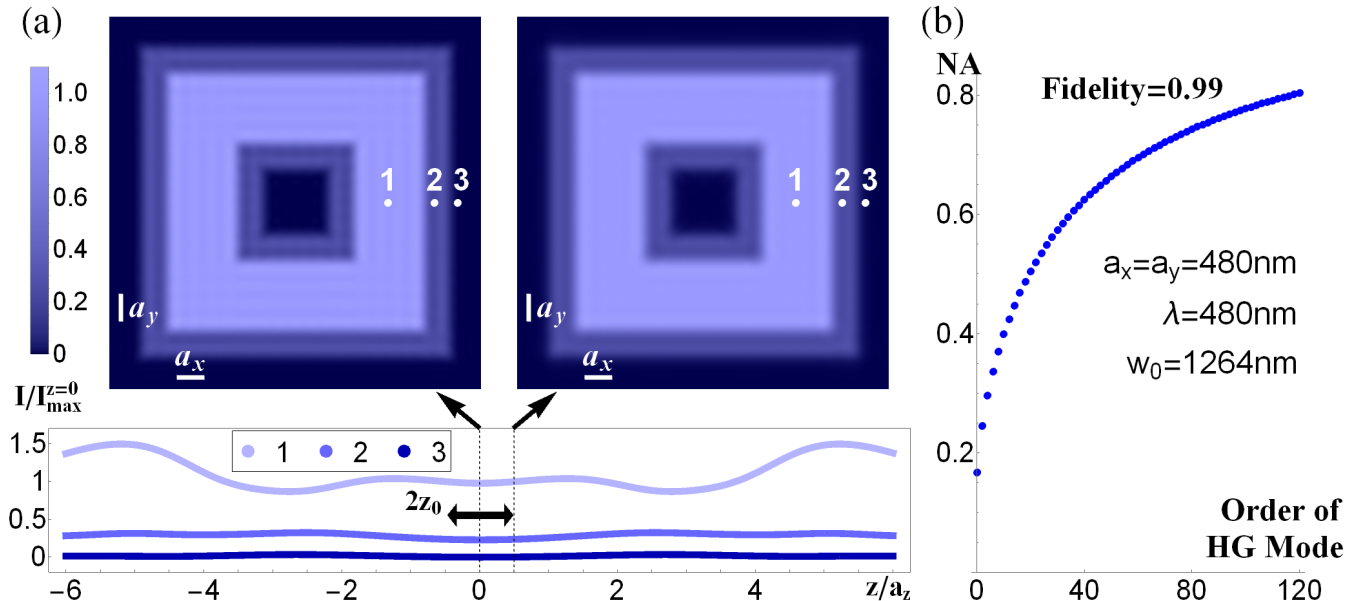 (a)
1.0
0.8
0.6
0.4
0.2
0
1 2 3
a_y
a_x
1 2 3
a_y
a_x
I/I_max^z=0
1.5
1
0.5
0
1 2 3
2z₀
−6 −4 −2 0 2 4 z/a_z
(b)
NA
0.8
0.6
0.4
0.2
Fidelity=0.99
a_x=a_y=480nm
λ=480nm
w₀=1264nm
Order of
HG Mode
0 40 80 120